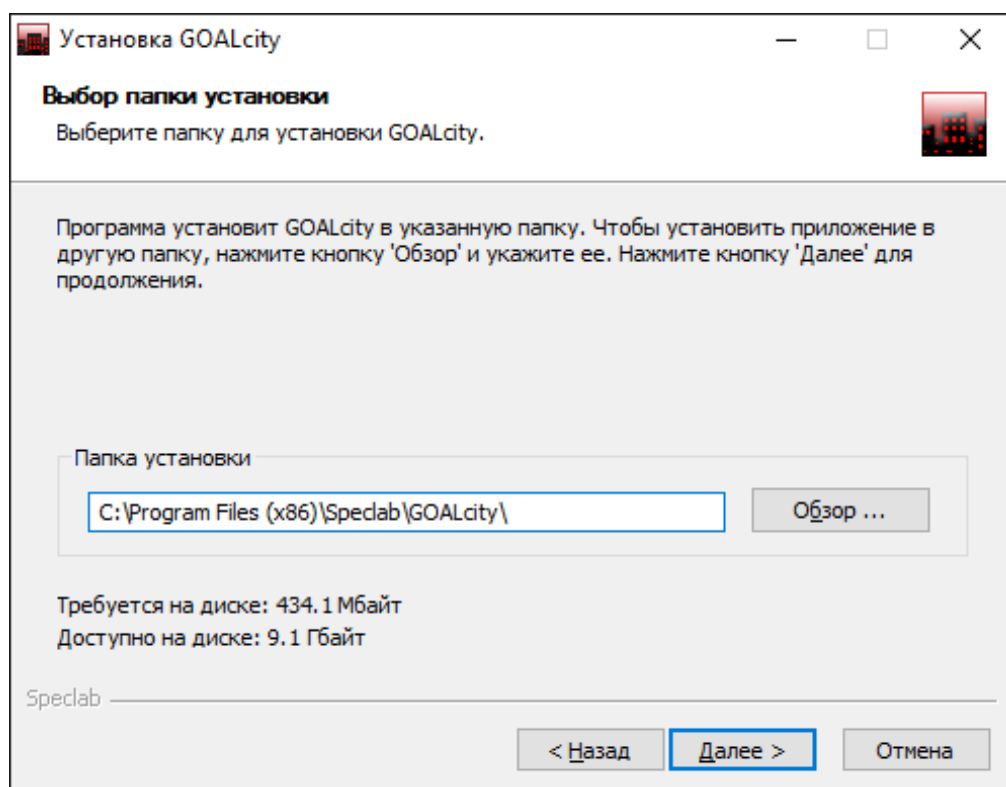 Установка GOALcity
Выбор папки установки
Выберите папку для установки GOALcity.
Программа установит GOALcity в указанную папку. Чтобы установить приложение в
другую папку, нажмите кнопку 'Обзор' и укажите ее. Нажмите кнопку 'Далее' для
продолжения.
Папка установки
C:\Program Files (x86)\Speclab\GOALcity\
Обзор ...
Требуется на диске: 434.1 Мбайт
Доступно на диске: 9.1 Гбайт
Speclab
< Назад
Далее >
Отмена